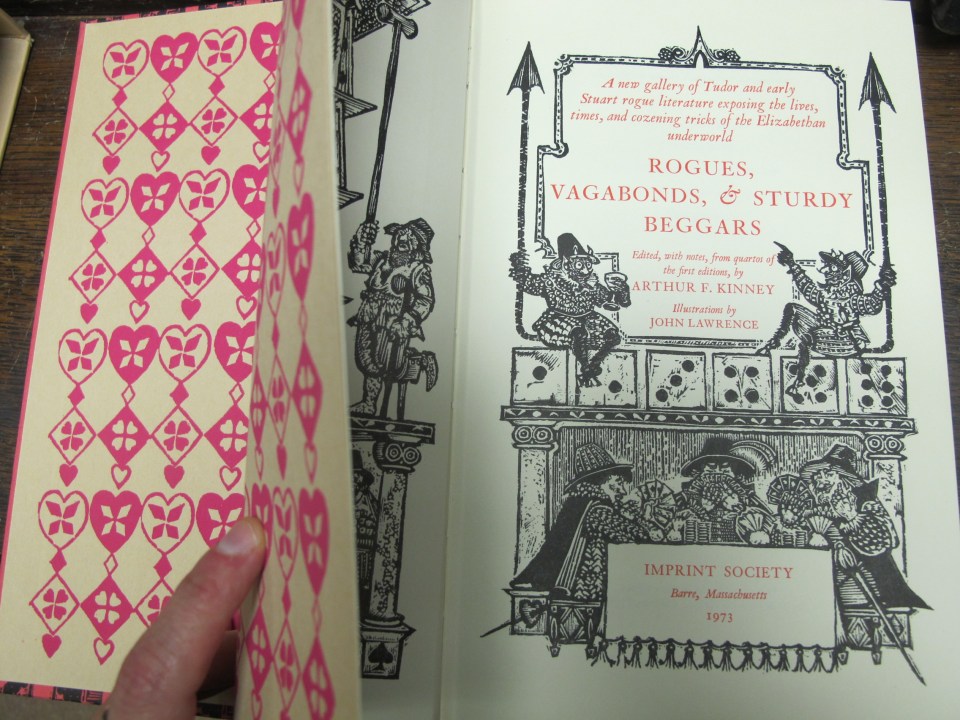 A new gallery of Tudor and early
Stuart rogue literature exposing the lives,
times, and cozening tricks of the Elizabethan
underworld
ROGUES,
VAGABONDS, & STURDY
BEGGARS
Edited, with notes, from quartos of
the first editions, by
ARTHUR F. KINNEY
Illustrations by
JOHN LAWRENCE
IMPRINT SOCIETY
Barre, Massachusetts
1973